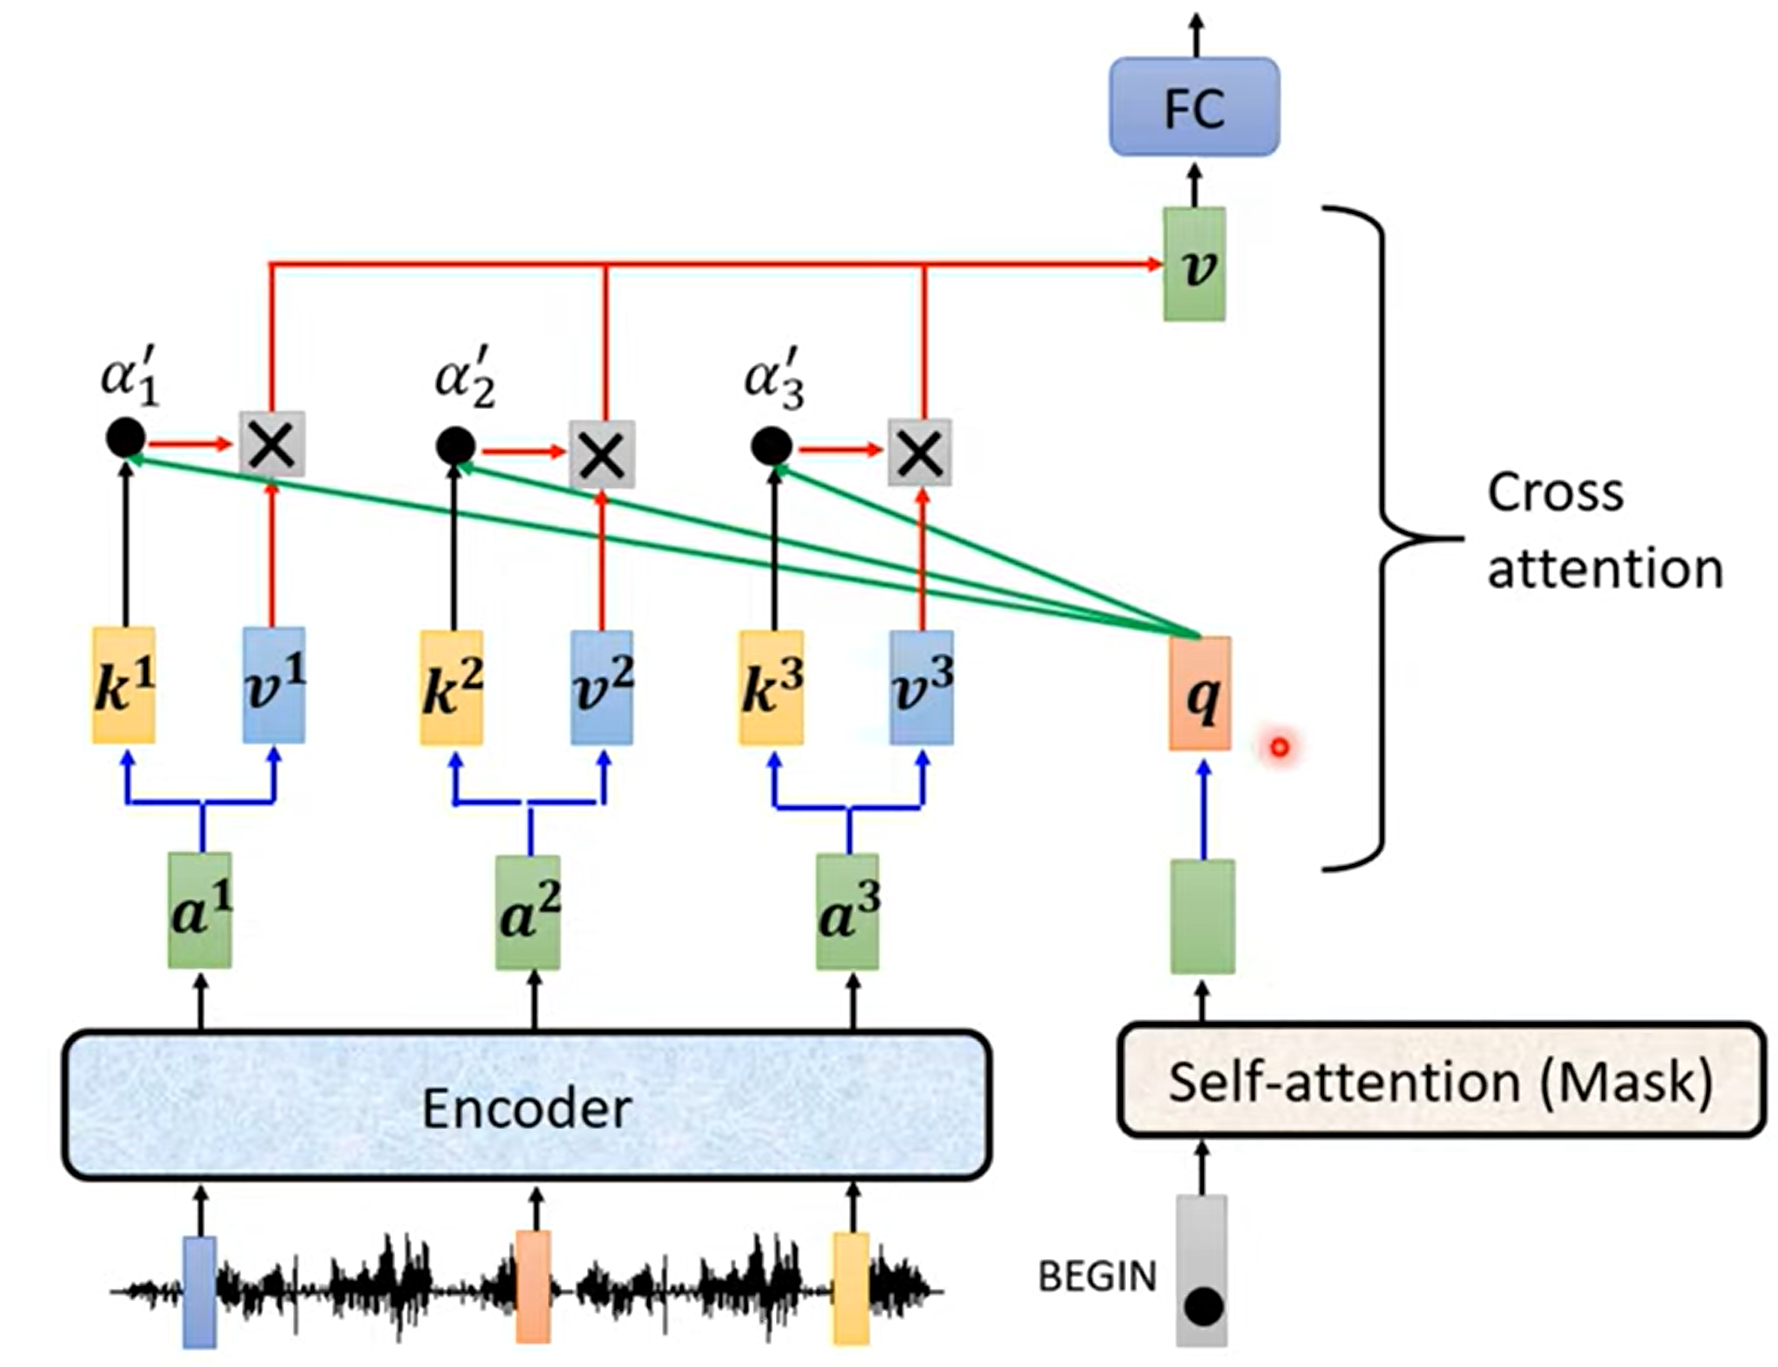 FC
v
α′₁ α′₂ α′₃
Cross
attention
k¹ v¹ k² v² k³ v³ q
a¹ a² a³
Encoder
Self-attention (Mask)
BEGIN